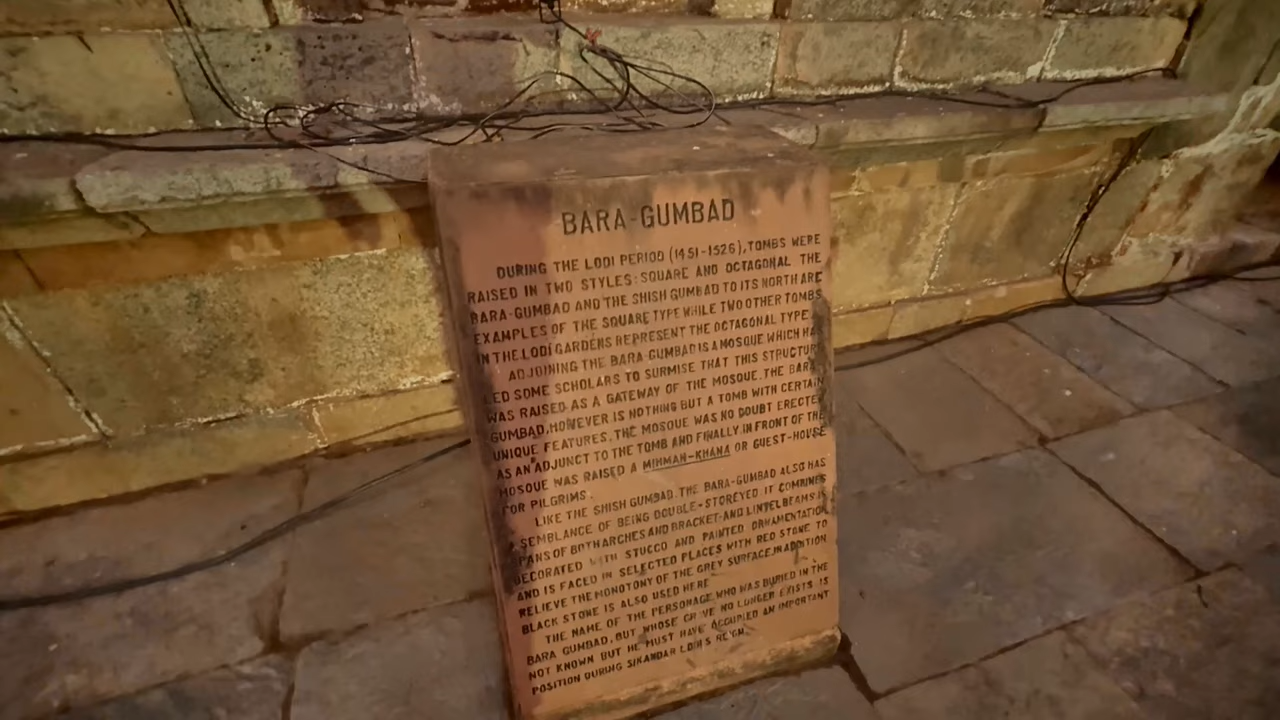 BARA-GUMBAD
DURING THE LODI PERIOD (1451-1526), TOMBS WERE
RAISED IN TWO STYLES: SQUARE AND OCTAGONAL THE
BARA-GUMBAD AND THE SHISH GUMBAD TO ITS NORTH ARE
EXAMPLES OF THE SQUARE TYPE WHILE TWO OTHER TOMBS
IN THE LODI GARDENS REPRESENT THE OCTAGONAL TYPE
ADJOINING THE BARA-GUMBAD IS A MOSQUE WHICH
LED SOME SCHOLARS TO SURMISE THAT THIS
WAS RAISED AS A GATEWAY OF THE MOSQUE. THE BARA
GUMBAD, HOWEVER IS NOTHING BUT A TOMB WITH CERTAIN
UNIQUE FEATURES. THE MOSQUE WAS NO DOUBT
AS AN ADJUNCT TO THE TOMB AND FINALLY, IN FRONT OF THE
MOSQUE WAS RAISED A MIHMAN-KHANA OR GUEST-HOUSE
FOR PILGRIMS.
LIKE THE SHISH GUMBAD, THE BARA-GUMBAD ALSO HAS
A SEMBLANCE OF BEING DOUBLE-STOREYED. IT COMBINES
OF BOTH ARCHES AND BRACKET-AND LINTEL BEAMS
DECORATED WITH STUCCO AND PAINTED ORNAMENTATION
AND IS FACED IN SELECTED PLACES WITH RED STONE TO
RELIEVE THE MONOTONY OF THE GREY SURFACE, IN ADDITION
BLACK STONE IS ALSO USED HERE
THE NAME OF THE PERSONAGE WHO WAS BURIED IN THE
BARA GUMBAD, BUT WHOSE GRAVE NO LONGER EXISTS IS
NOT KNOWN BUT HE MUST HAVE OCCUPIED AN IMPORTANT
POSITION DURING SIKANDAR LODI'S REIGN.